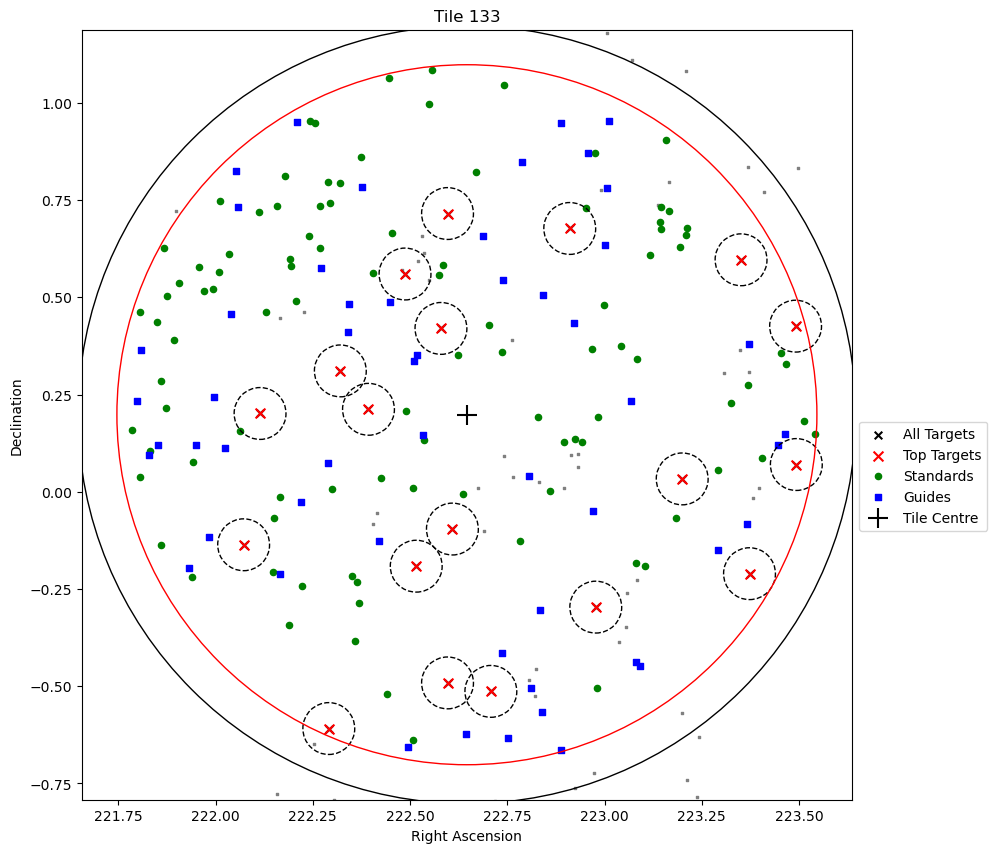 Tile 133
1.00
0.75
0.50
0.25
0.00
−0.25
−0.50
−0.75
Declination
221.75 222.00 222.25 222.50 222.75 223.00 223.25 223.50
Right Ascension
All Targets
Top Targets
Standards
Guides
Tile Centre